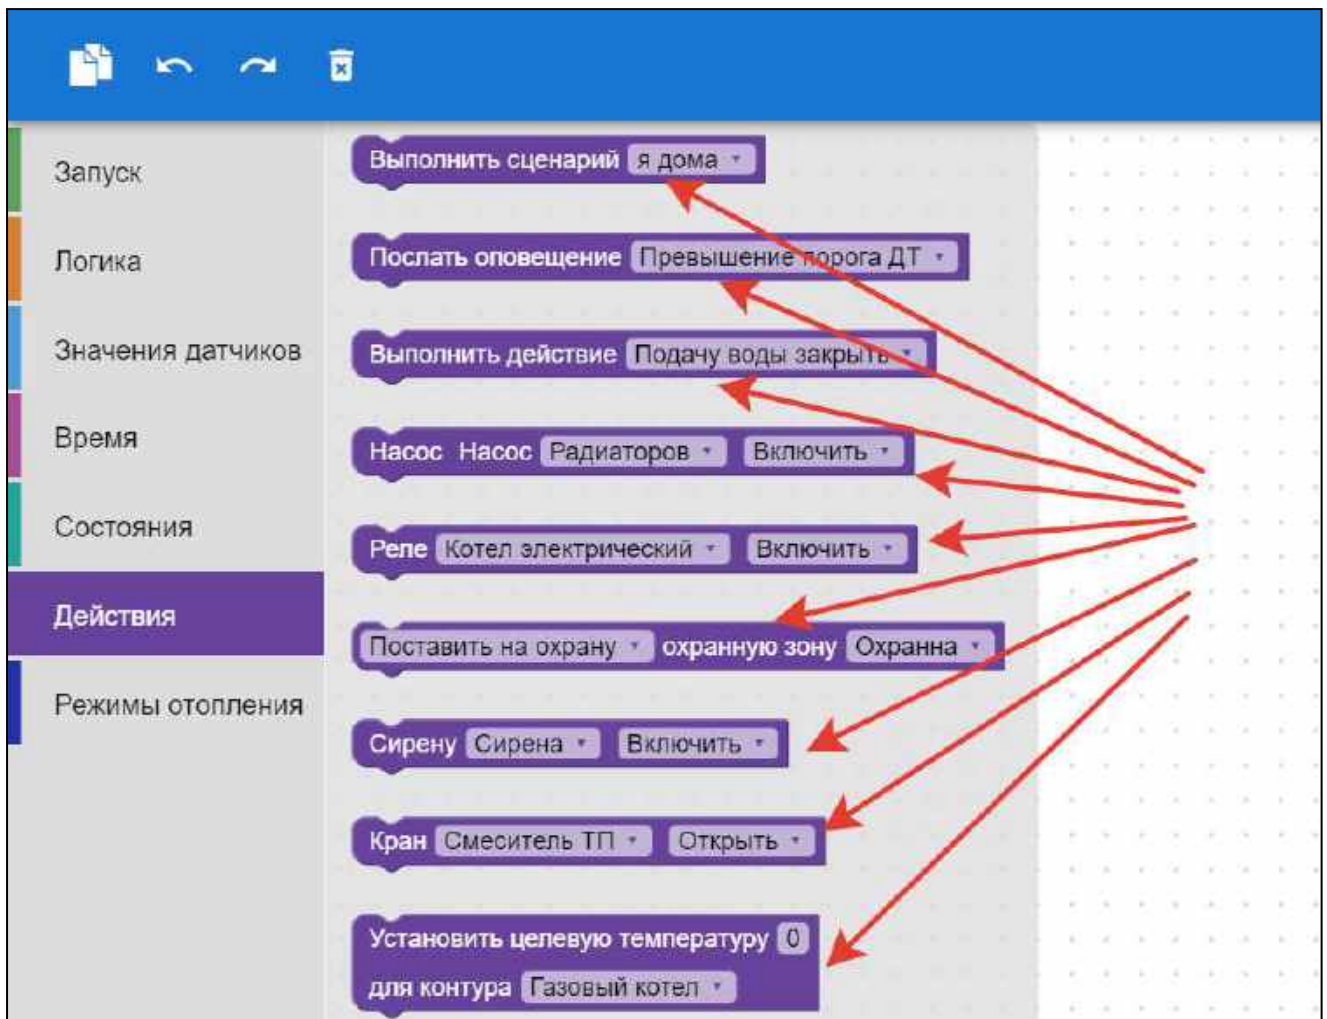 Запуск
Логика
Значения датчиков
Время
Состояния
Действия
Режимы отопления
Выполнить сценарий я дома
Послать оповещение Превышение порога ДТ
Выполнить действие Подачу воды закрыть
Насос Насос Радиаторов Включить
Реле Котел электрический Включить
Поставить на охрану охранную зону Охранна
Сирену Сирена Включить
Кран Смеситель ТП Открыть
Установить целевую температуру 0
для контура Газовый котел